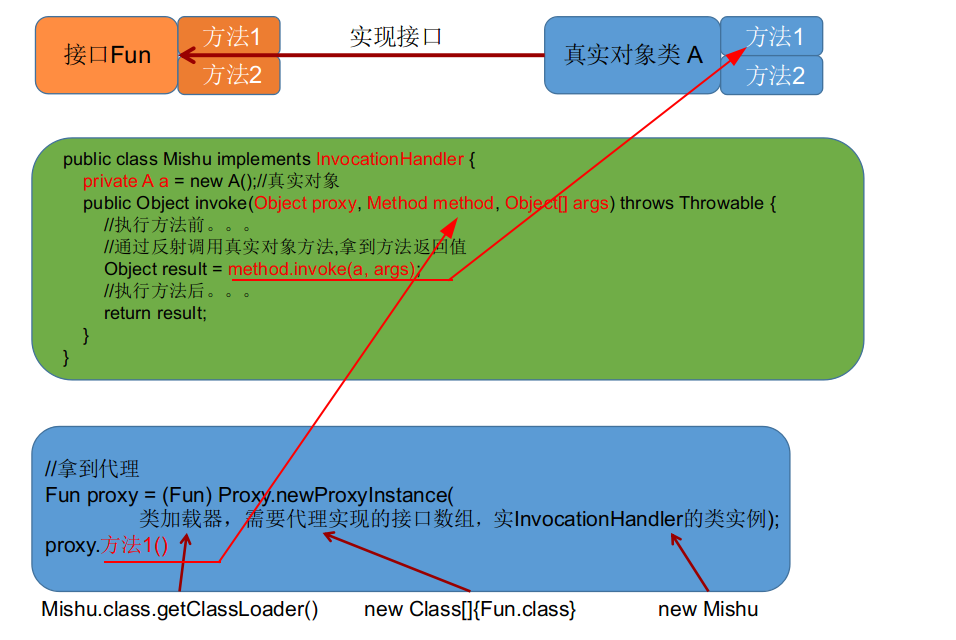 接口Fun
方法1
方法2
实现接口
真实对象类 A
方法1
方法2
public class Mishu implements InvocationHandler {
private A a = new A();//真实对象
public Object invoke(Object proxy, Method method, Object[] args) throws Throwable {
//执行方法前。。。
//通过反射调用真实对象方法,拿到方法返回值
Object result = method.invoke(a, args);
//执行方法后。。。
return result;
}
}
//拿到代理
Fun proxy = (Fun) Proxy.newProxyInstance(
类加载器，需要代理实现的接口数组，实InvocationHandler的类实例);
proxy.方法1()
Mishu.class.getClassLoader()
new Class[]{Fun.class}
new Mishu